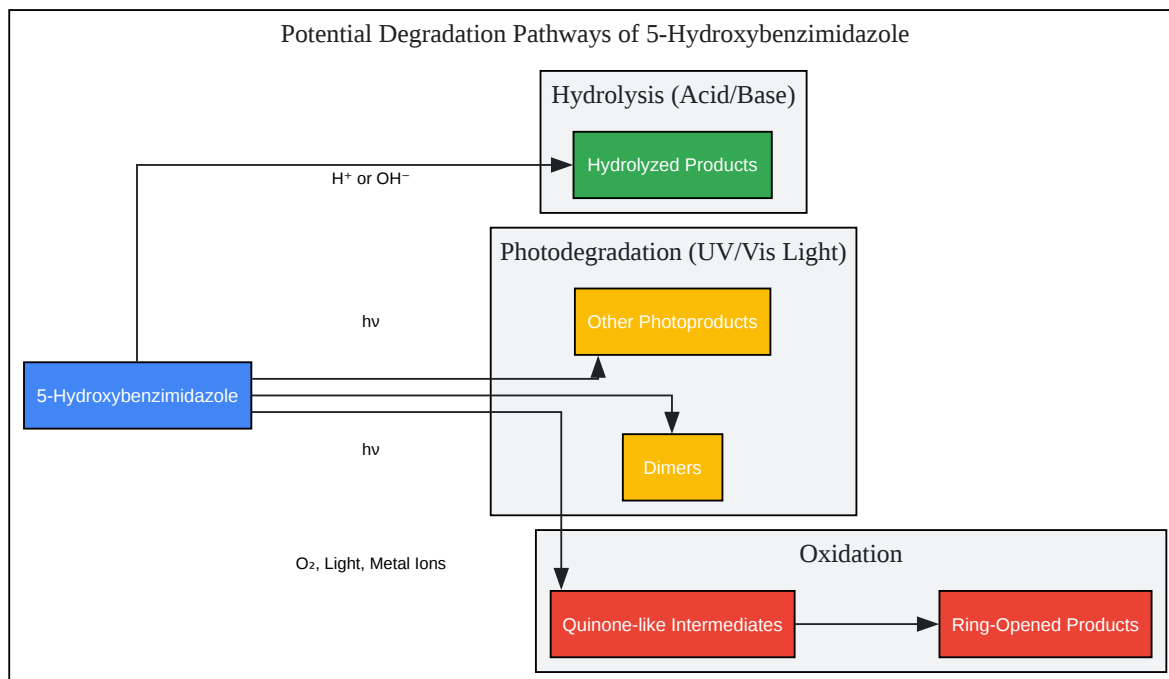 Potential Degradation Pathways of 5-Hydroxybenzimidazole
Hydrolysis (Acid/Base)
Hydrolyzed Products
H⁺ or OH⁻
Photodegradation (UV/Vis Light)
Other Photoproducts
hν
5-Hydroxybenzimidazole
hν
Dimers
O₂, Light, Metal Ions
Oxidation
Quinone-like Intermediates
Ring-Opened Products